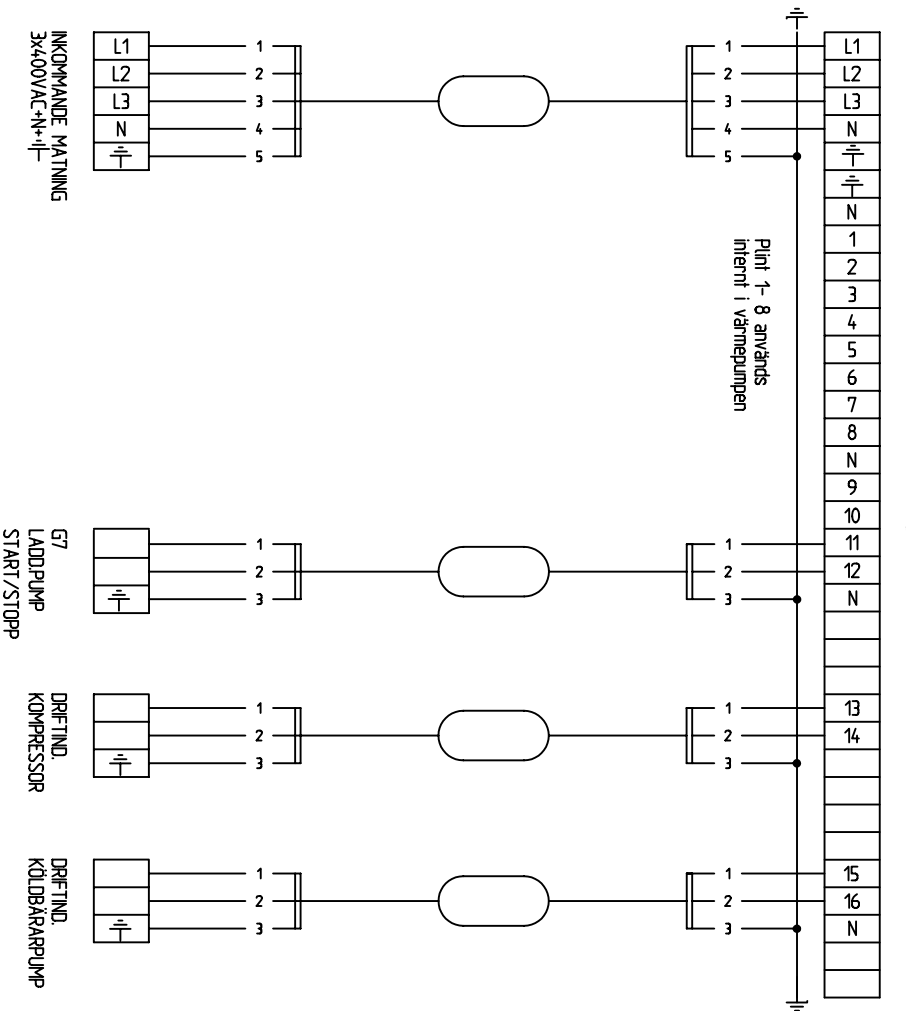 INKOMMANDE MATNING
3x400VAC+N+
L1
L2
L3
N
1
2
3
4
5
1
2
3
4
5
L1
L2
L3
N
N
1
2
3
4
5
6
7
8
N
9
10
11
12
N
13
14
15
16
N
Plint 1- 8 används
internt i värmepumpen
G7
LADD.PUMP
START/STOPP
1
2
3
1
2
3
DRIFTIND.
KOMPRESSOR
1
2
3
1
2
3
DRIFTIND.
KÖLDBÄRARPUMP
1
2
3
1
2
3